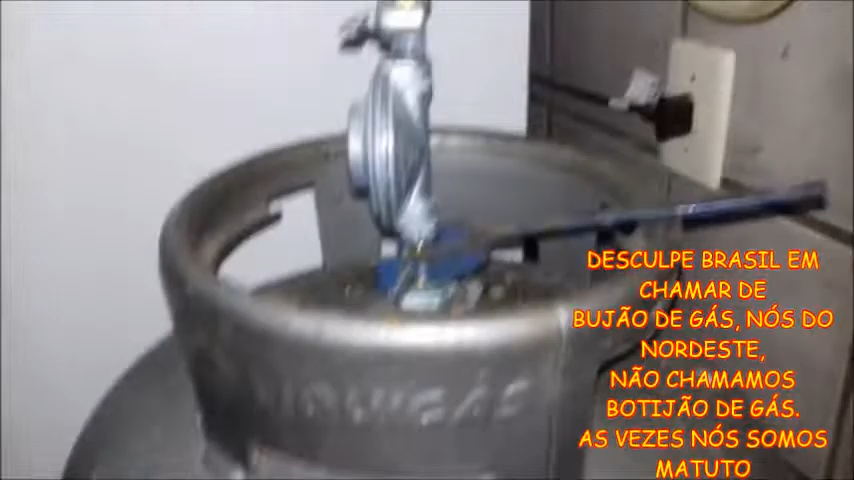 DESCULPE BRASIL EM
CHAMAR DE
BUJÃO DE GÁS, NÓS DO
NORDESTE,
NÃO CHAMAMOS
BOTIJÃO DE GÁS.
AS VEZES NÓS SOMOS
MATUTO